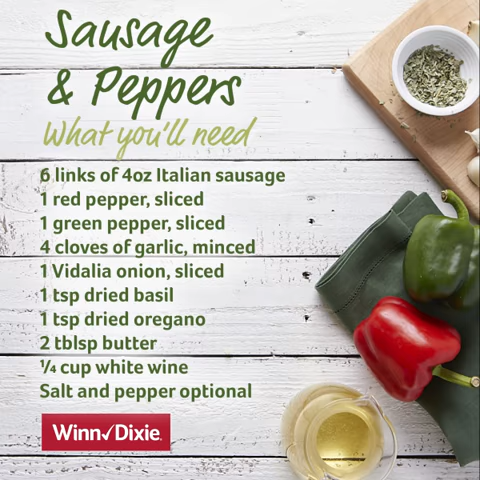 Sausage
& Peppers
What you'll need
6 links of 4oz Italian sausage
1 red pepper, sliced
1 green pepper, sliced
4 cloves of garlic, minced
1 Vidalia onion, sliced
1 tsp dried basil
1 tsp dried oregano
2 tblsp butter
¼ cup white wine
Salt and pepper optional
Winn✓Dixie